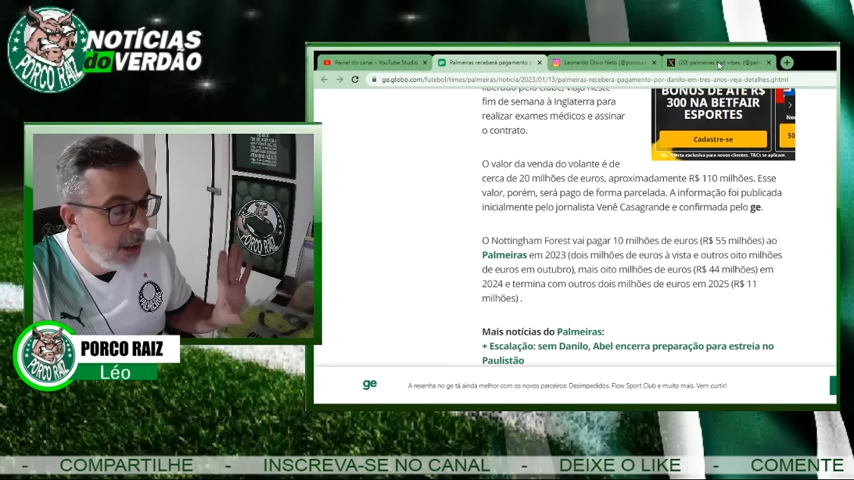 NOTÍCIAS
do VERDÃO
PORCO RAIZ
Painel do canal - YouTube Studio
Palmeiras receberá pagamento
Leonardo Olivo Neto
ge.globo.com/futebol/times/palmeiras/noticia/2023/01/13/palmeiras-recebera-pagamento-por-danilo-em-tres-anos-veja-detalhes.ghtml
liberado pelo clube, viaja neste
fim de semana à Inglaterra para
realizar exames médicos e assinar
o contrato.
BÔNUS DE ATÉ R$
300 NA BETFAIR
ESPORTES
Cadastre-se
O valor da venda do volante é de
cerca de 20 milhões de euros, aproximadamente R$ 110 milhões. Esse
valor, porém, será pago de forma parcelada. A informação foi publicada
inicialmente pelo jornalista Venê Casagrande e confirmada pelo ge.
O Nottingham Forest vai pagar 10 milhões de euros (R$ 55 milhões) ao
Palmeiras em 2023 (dois milhões de euros à vista e outros oito milhões
de euros em outubro), mais oito milhões de euros (R$ 44 milhões) em
2024 e termina com outros dois milhões de euros em 2025 (R$ 11
milhões) .
Mais notícias do Palmeiras:
+ Escalação: sem Danilo, Abel encerra preparação para estreia no
Paulistão
ge
A resenha no ge tá ainda melhor com os novos parceiros: Desimpedidos, Flow Sport Club e muito mais. Vem curtir!
PORCO RAIZ
Léo
- COMPARTILHE - INSCREVA-SE NO CANAL - DEIXE O LIKE - COMENTE